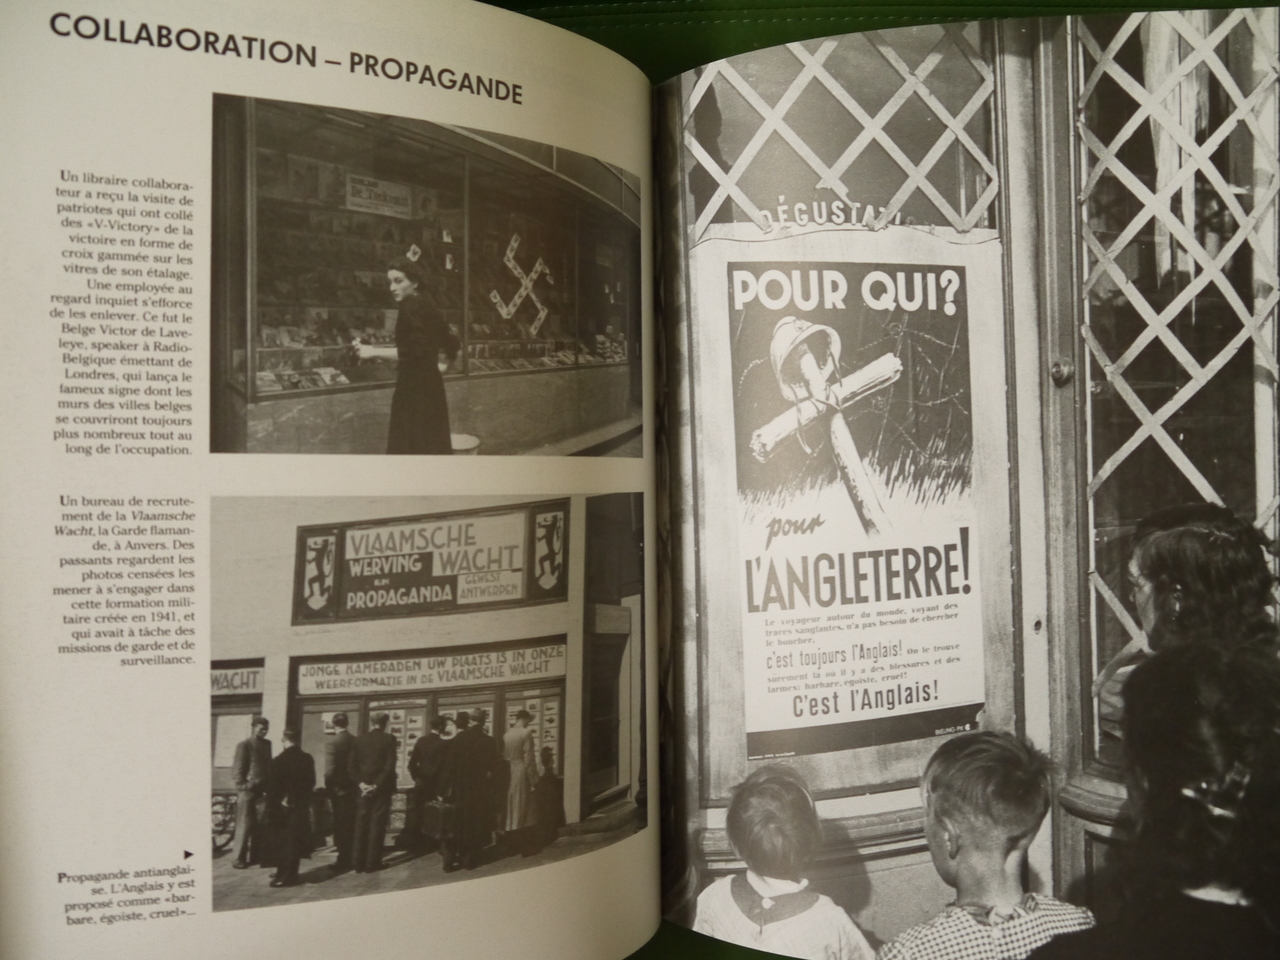 COLLABORATION – PROPAGANDE
Un libraire collabora-
teur a reçu la visite de
patriotes qui ont collé
des «V-Victory» de la
victoire en forme de
croix gammée sur les
vitres de son étalage.
Une employée au
regard inquiet s'efforce
de les enlever. Ce fut le
Belge Victor de Lave-
leye, speaker à Radio-
Belgique émettant de
Londres, qui lança le
fameux signe dont les
murs des villes belges
se couvriront toujours
plus nombreux tout au
long de l'occupation.
Un bureau de recrute-
ment de la Vlaamsche
Wacht, la Garde flaman-
de, à Anvers. Des
passants regardent les
photos censées les
mener à s'engager dans
cette formation mili-
taire créée en 1941, et
qui avait à tâche des
missions de garde et de
surveillance.
VLAAMSCHE
WERVING WACHT
EN
PROPAGANDA
GEWEST
ANTWERPEN
WACHT
JONGE KAMERADEN UW PLAATS IS IN ONZE
WEERFORMATIE IN DE VLAAMSCHE WACHT
Propagande antianglai-
se. L'Anglais y est
proposé comme «bar-
bare, égoïste, cruel»...
DÉGUSTATI
POUR QUI?
pour
L'ANGLETERRE!
Le voyageur autour du monde, voyant des
traces sanglantes, n'a pas besoin de chercher
le boucher,
c'est toujours l'Anglais! On le trouve
surement là où il y a des blessures et des
larmes: barbare, égoïste, cruel!
C'est l'Anglais!